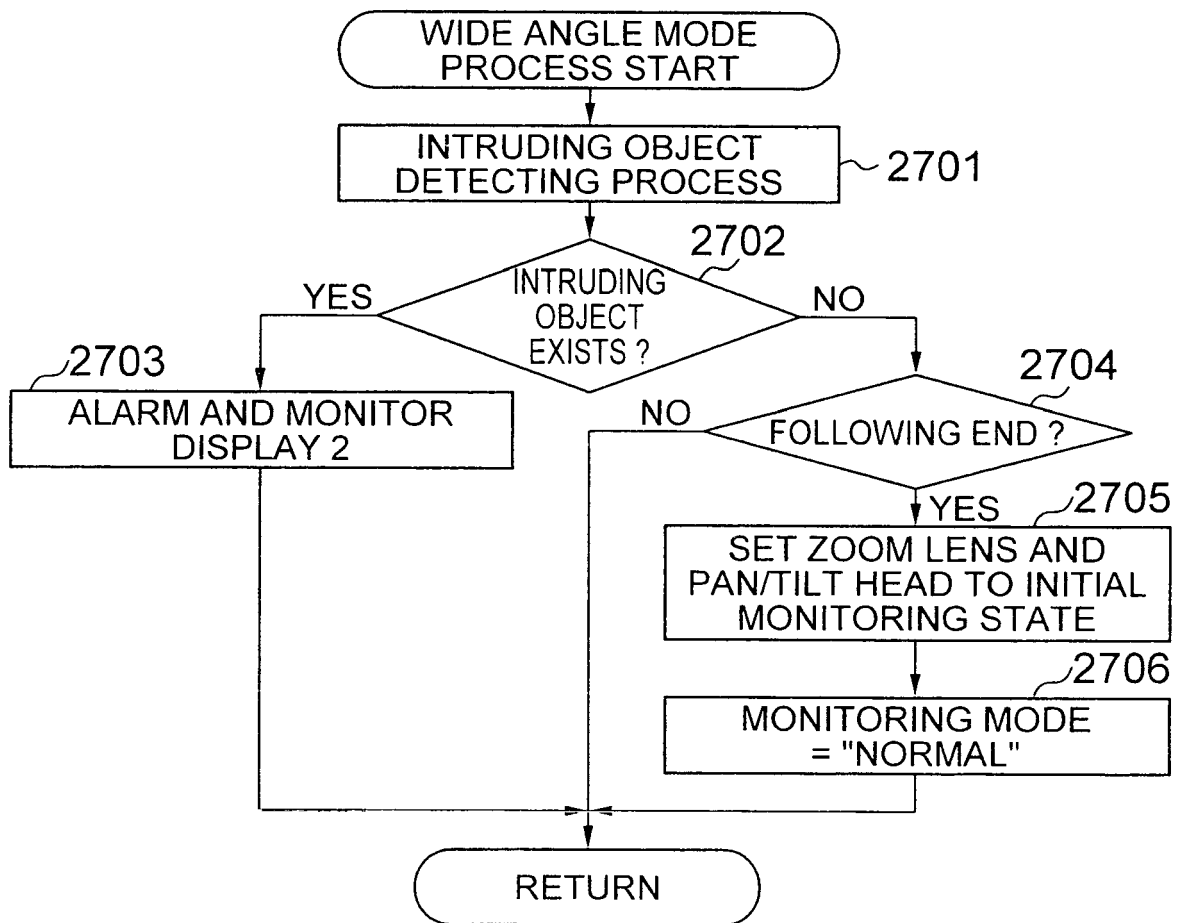 WIDE ANGLE MODE
PROCESS START
INTRUDING OBJECT
DETECTING PROCESS
2701
2702
INTRUDING
OBJECT
EXISTS ?
YES
NO
2703
ALARM AND MONITOR
DISPLAY 2
2704
FOLLOWING END ?
NO
YES
2705
SET ZOOM LENS AND
PAN/TILT HEAD TO INITIAL
MONITORING STATE
2706
MONITORING MODE
= "NORMAL"
RETURN